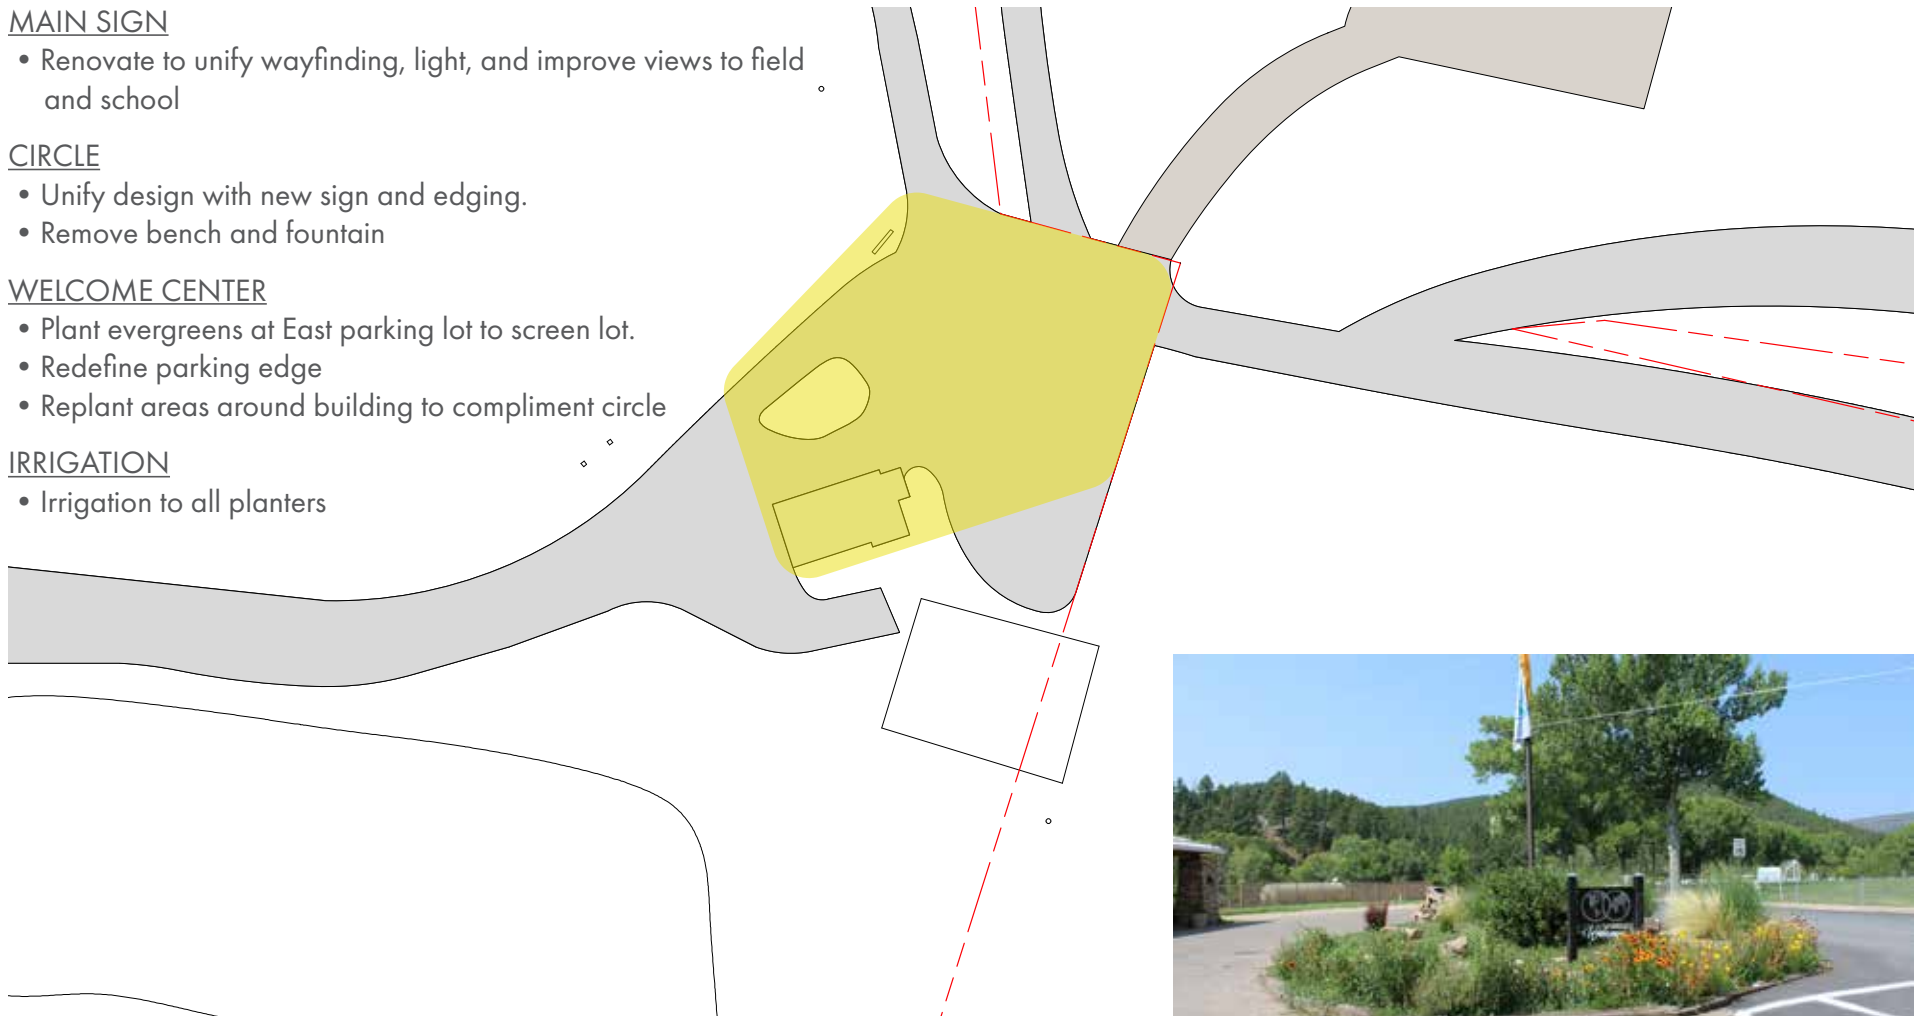 MAIN SIGN
• Renovate to unify wayfinding, light, and improve views to field
and school
CIRCLE
• Unify design with new sign and edging.
• Remove bench and fountain
WELCOME CENTER
• Plant evergreens at East parking lot to screen lot.
• Redefine parking edge
• Replant areas around building to compliment circle
IRRIGATION
• Irrigation to all planters